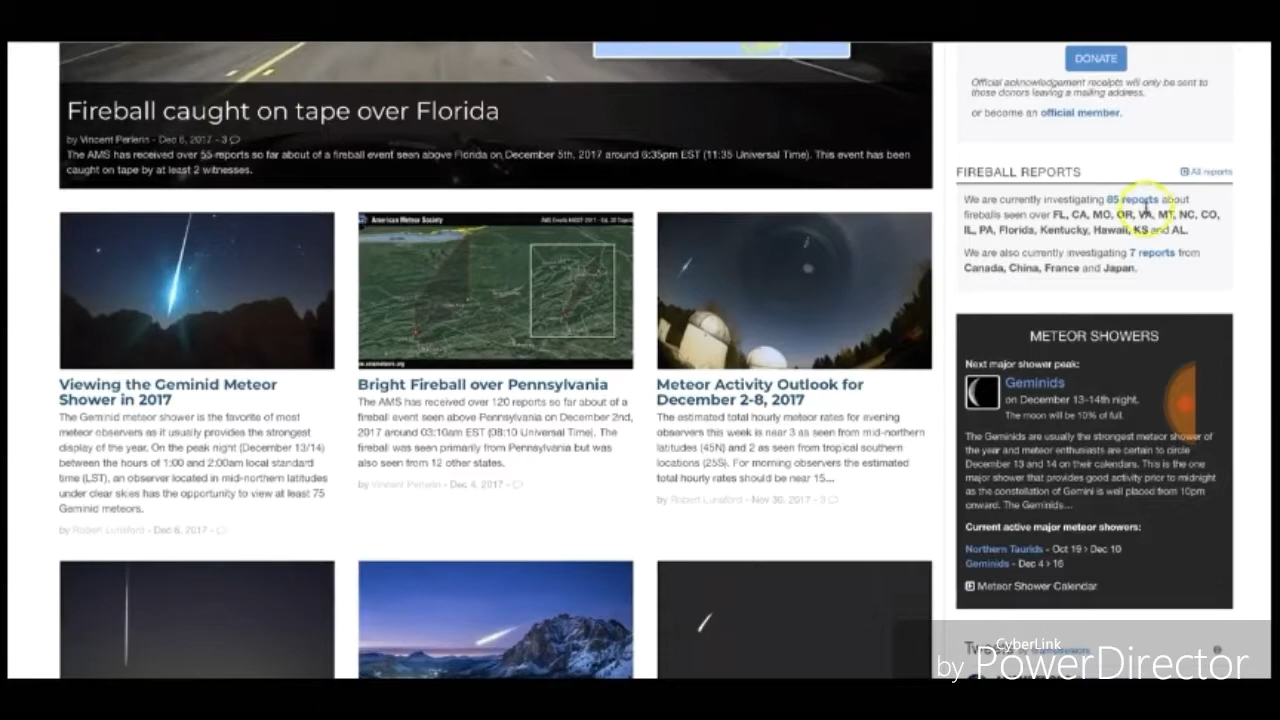 Fireball caught on tape over Florida
by Vincent Perlerin - Dec 6, 2017 - 3
The AMS has received over 55 reports so far about of a fireball event seen above Florida on December 5th, 2017 around 6:35pm EST (11:35 Universal Time). This event has been
caught on tape by at least 2 witnesses.
American Meteor Society
www.amsmeteors.org
Viewing the Geminid Meteor
Shower in 2017
The Geminid meteor shower is the favorite of most
meteor observers as it usually provides the strongest
display of the year. On the peak night (December 13/14)
between the hours of 1:00 and 2:00am local standard
time (LST), an observer located in mid-northern latitudes
under clear skies has the opportunity to view at least 75
Geminid meteors.
by Robert Lunsford - Dec 6, 2017 -
Bright Fireball over Pennsylvania
The AMS has received over 120 reports so far about of a
fireball event seen above Pennsylvania on December 2nd,
2017 around 03:10am EST (08:10 Universal Time). The
fireball was seen primarily from Pennsylvania but was
also seen from 12 other states.
by Vincent Perlerin - Dec 4, 2017 -
Meteor Activity Outlook for
December 2-8, 2017
The estimated total hourly meteor rates for evening
observers this week is near 3 as seen from mid-northern
latitudes (45N) and 2 as seen from tropical southern
locations (25S). For morning observers the estimated
total hourly rates should be near 15...
by Robert Lunsford - Nov 30, 2017 - 3
DONATE
Official acknowledgement receipts will only be sent to
those donors leaving a mailing address.
or become an official member.
FIREBALL REPORTS
All reports
We are currently investigating 85 reports about
fireballs seen over FL, CA, MO, OR, VA, MT, NC, CO,
IL, PA, Florida, Kentucky, Hawaii, KS and AL.
We are also currently investigating 7 reports from
Canada, China, France and Japan.
METEOR SHOWERS
Next major shower peak:
Geminids
on December 13-14th night.
The moon will be 10% of full.
The Geminids are usually the strongest meteor shower of
the year and meteor enthusiasts are certain to circle
December 13 and 14 on their calendars. This is the one
major shower that provides good activity prior to midnight
as the constellation of Gemini is well placed from 10pm
onward. The Geminids...
Current active major meteor showers:
Northern Taurids - Oct 19 › Dec 10
Geminids - Dec 4 › 16
Meteor Shower Calendar
Tweets by
CyberLink
by PowerDirector